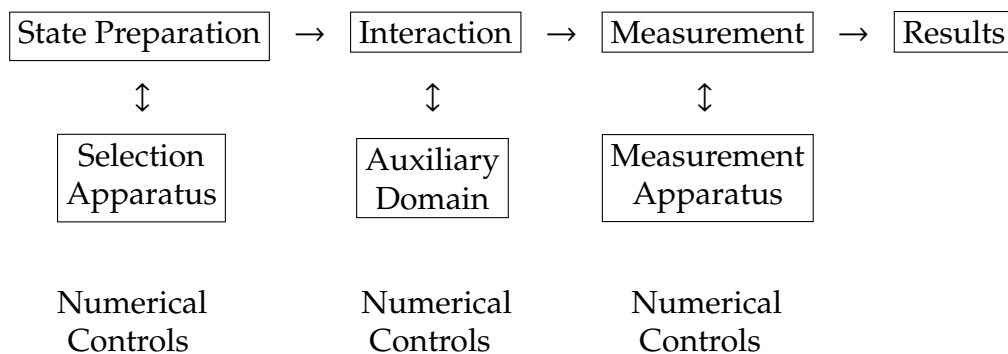 State Preparation → Interaction → Measurement → Results
↕ ↕ ↕
Selection Auxiliary Measurement
Apparatus Domain Apparatus
Numerical Numerical Numerical
Controls Controls Controls